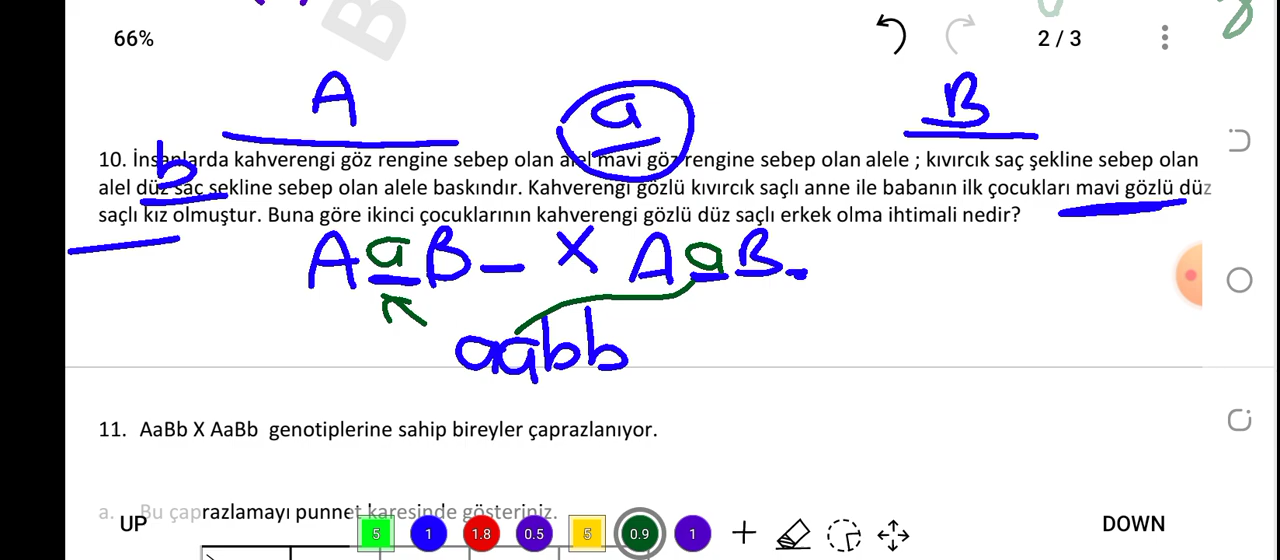 66%
2 / 3
A
a
B
b
10. İnsanlarda kahverengi göz rengine sebep olan alel mavi göz rengine sebep olan alele ; kıvırcık saç şekline sebep olan
alel düz saç şekline sebep olan alele baskındır. Kahverengi gözlü kıvırcık saçlı anne ile babanın ilk çocukları mavi gözlü düz
saçlı kız olmuştur. Buna göre ikinci çocuklarının kahverengi gözlü düz saçlı erkek olma ihtimali nedir?
AaB_ X AaB_
aabb
11. AaBb X AaBb genotiplerine sahip bireyler çaprazlanıyor.
a. Bu çaprazlamayı punnet karesinde gösteriniz.
UP
5 1 1.8 0.5 5 0.9 1
DOWN